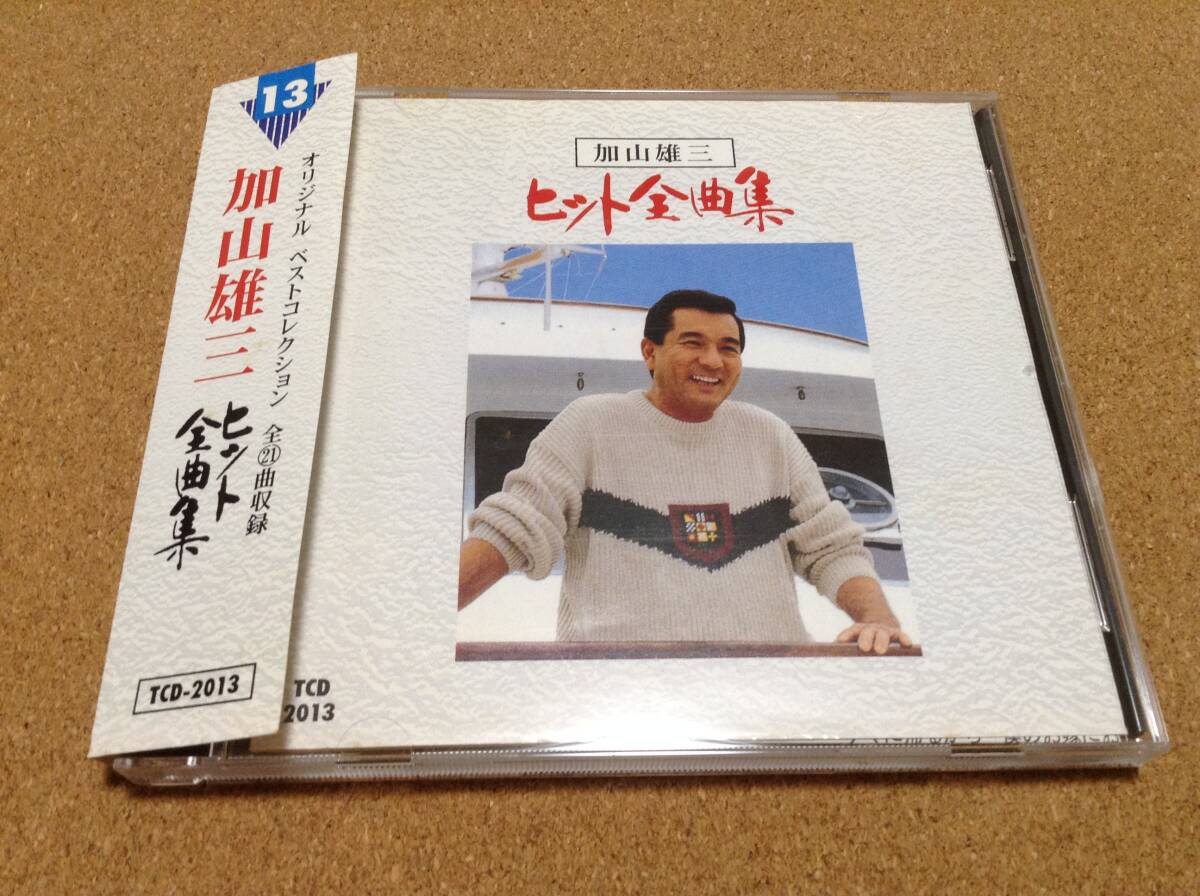 13
オリジナル ベストコレクション 全㉑曲収録
加山雄三
ヒット
全曲集
TCD-2013
加山雄三
ヒット全曲集
TCD
2013